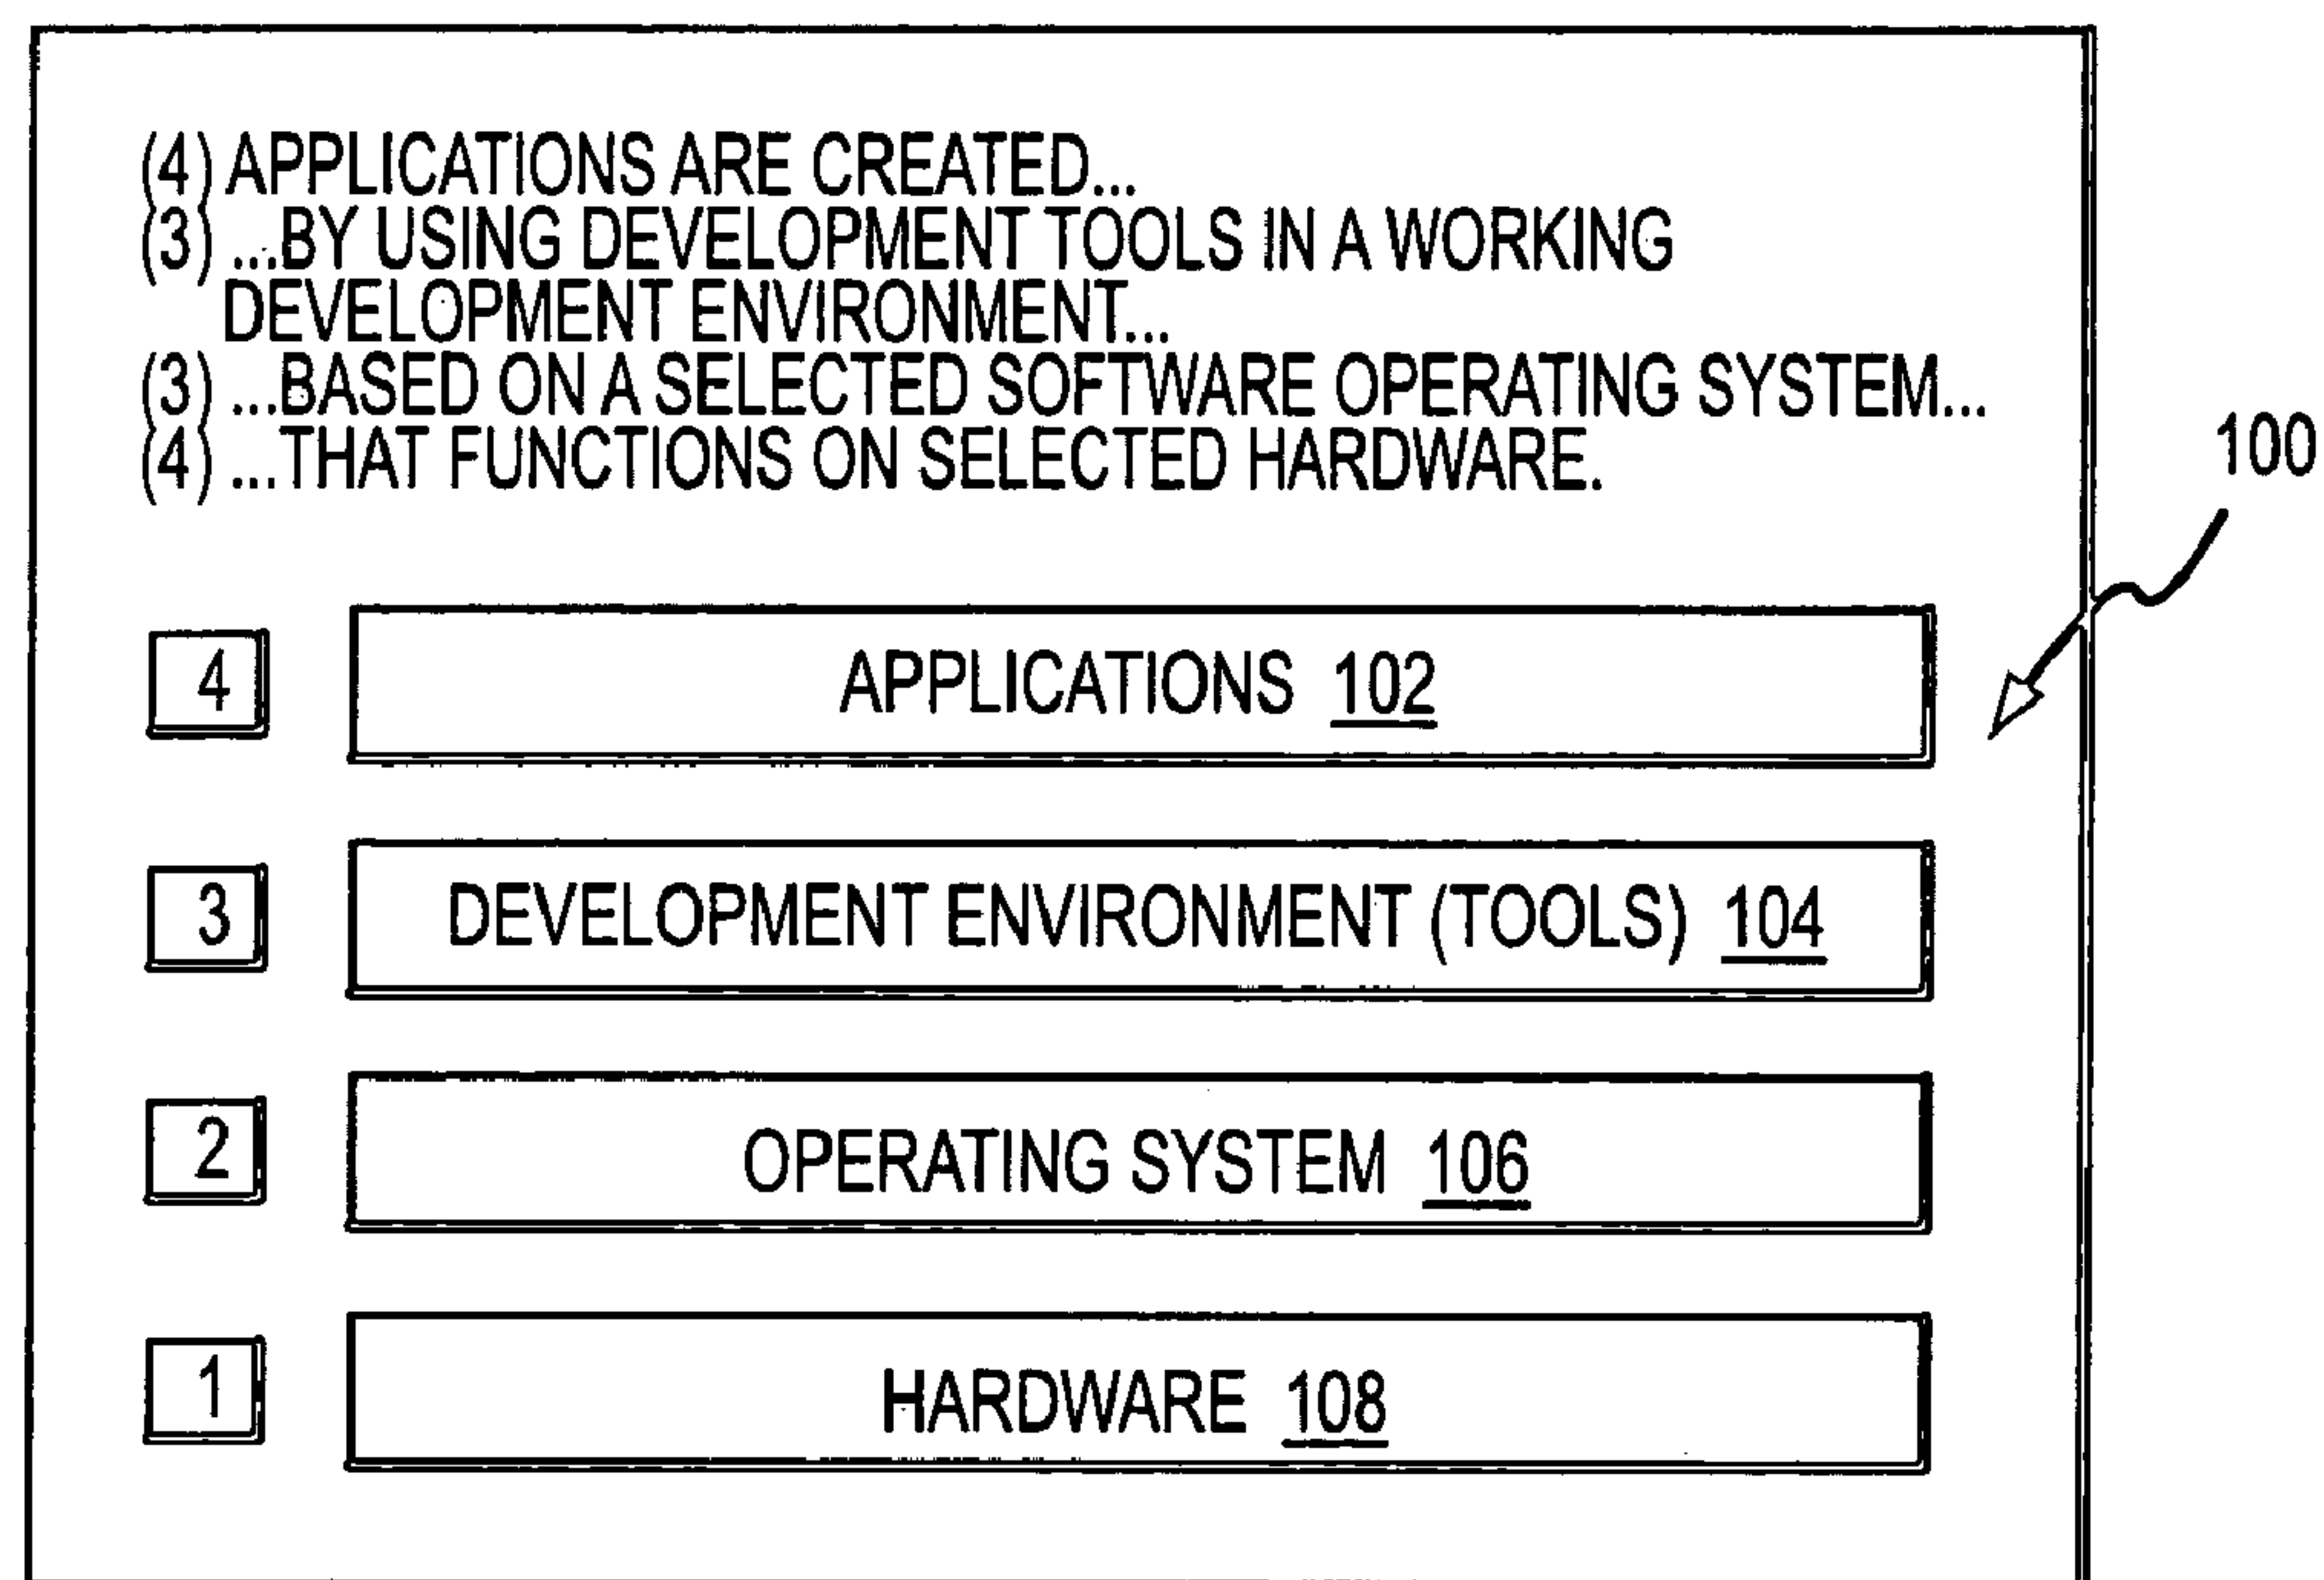 (4) APPLICATIONS ARE CREATED...
(3) ...BY USING DEVELOPMENT TOOLS IN A WORKING
DEVELOPMENT ENVIRONMENT...
(3) ...BASED ON A SELECTED SOFTWARE OPERATING SYSTEM...
(4) ...THAT FUNCTIONS ON SELECTED HARDWARE.
100
4 APPLICATIONS 102
3 DEVELOPMENT ENVIRONMENT (TOOLS) 104
2 OPERATING SYSTEM 106
1 HARDWARE 108